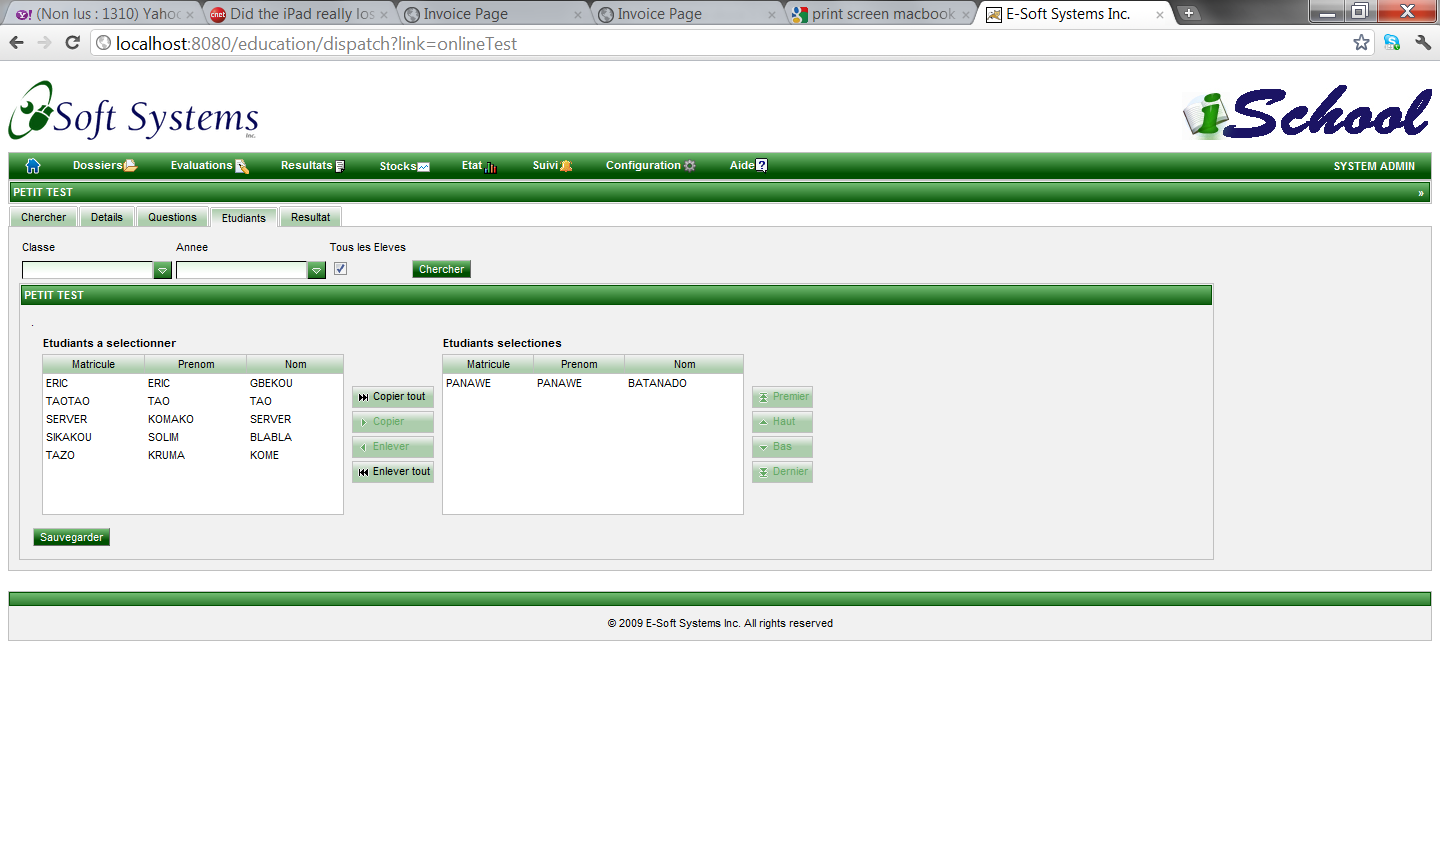 (Non lus : 1310) Yahoo Did the iPad really los Invoice Page Invoice Page print screen macbook E-Soft Systems Inc.
localhost:8080/education/dispatch?link=onlineTest
Soft Systems Inc.
iSchool
Dossiers Evaluations Resultats Stocks Etat Suivi Configuration Aide SYSTEM ADMIN
PETIT TEST »
Chercher Details Questions Etudiants Resultat
Classe Annee Tous les Eleves
Chercher
PETIT TEST
.
Etudiants a selectionner Etudiants selectiones
Matricule Prenom Nom Matricule Prenom Nom
ERIC ERIC GBEKOU PANAWE PANAWE BATANADO
TAOTAO TAO TAO Copier tout Premier
SERVER KOMAKO SERVER Copier Haut
SIKAKOU SOLIM BLABLA Enlever Bas
TAZO KRUMA KOME Enlever tout Dernier
Sauvegarder
© 2009 E-Soft Systems Inc. All rights reserved